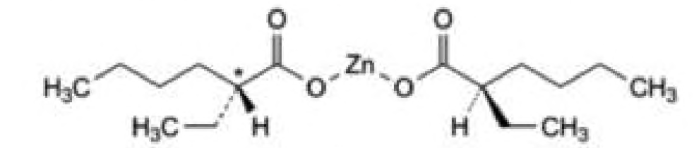 O O
Zn
*
H₃C O O CH₃
H₃C H H CH₃